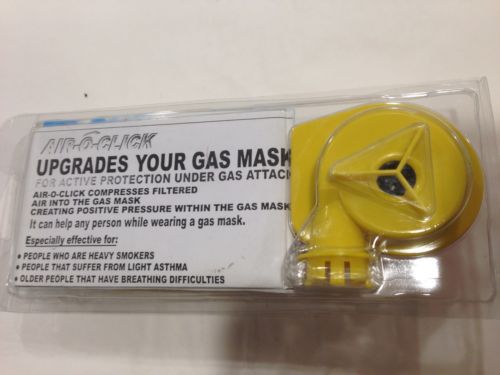 AIR-O-CLICK
UPGRADES YOUR GAS MASK
FOR ACTIVE PROTECTION UNDER GAS ATTACK
AIR-O-CLICK COMPRESSES FILTERED
AIR INTO THE GAS MASK
CREATING POSITIVE PRESSURE WITHIN THE GAS MASK
It can help any person while wearing a gas mask.
Especially effective for:
• PEOPLE WHO ARE HEAVY SMOKERS
• PEOPLE THAT SUFFER FROM LIGHT ASTHMA
• OLDER PEOPLE THAT HAVE BREATHING DIFFICULTIES